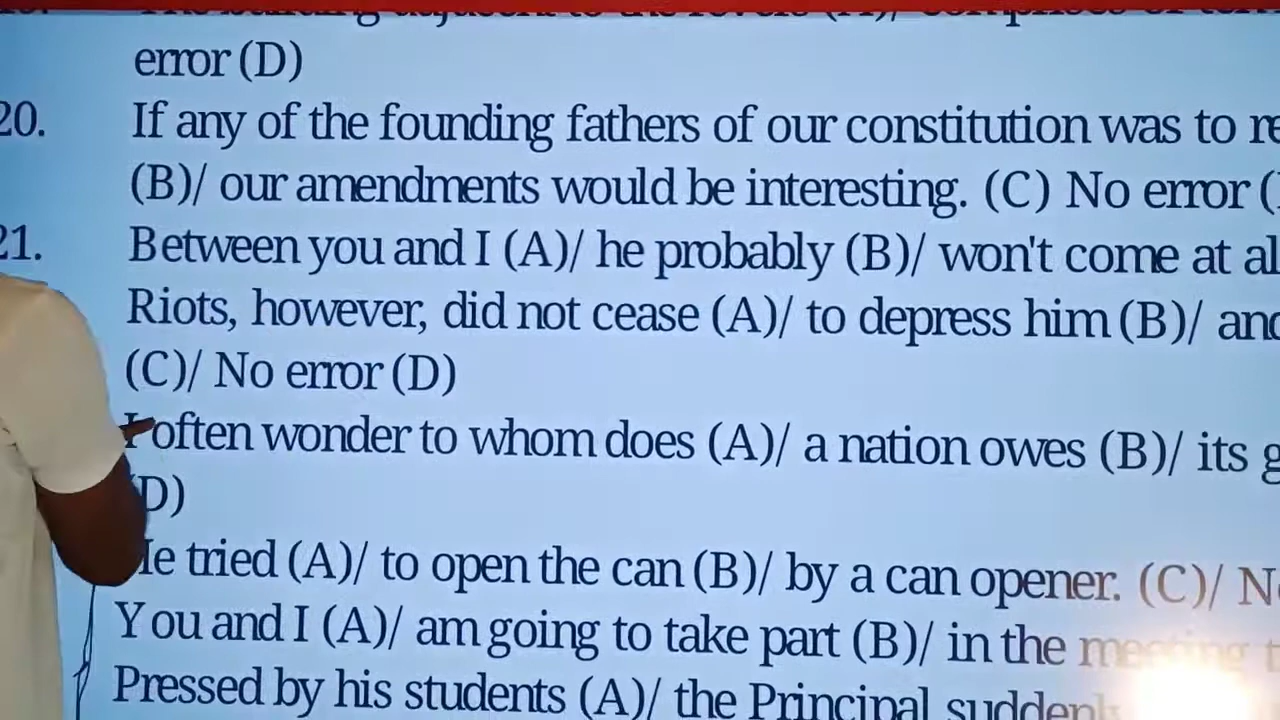 error (D)
20. If any of the founding fathers of our constitution was to
(B)/ our amendments would be interesting. (C) No error
21. Between you and I (A)/ he probably (B)/ won't come at
Riots, however, did not cease (A)/ to depress him (B)/
(C)/ No error (D)
I often wonder to whom does (A)/ a nation owes (B)/ its
D)
He tried (A)/ to open the can (B)/ by a can opener. (C)/
You and I (A)/ am going to take part (B)/ in the meeting
Pressed by his students (A)/ the Principal